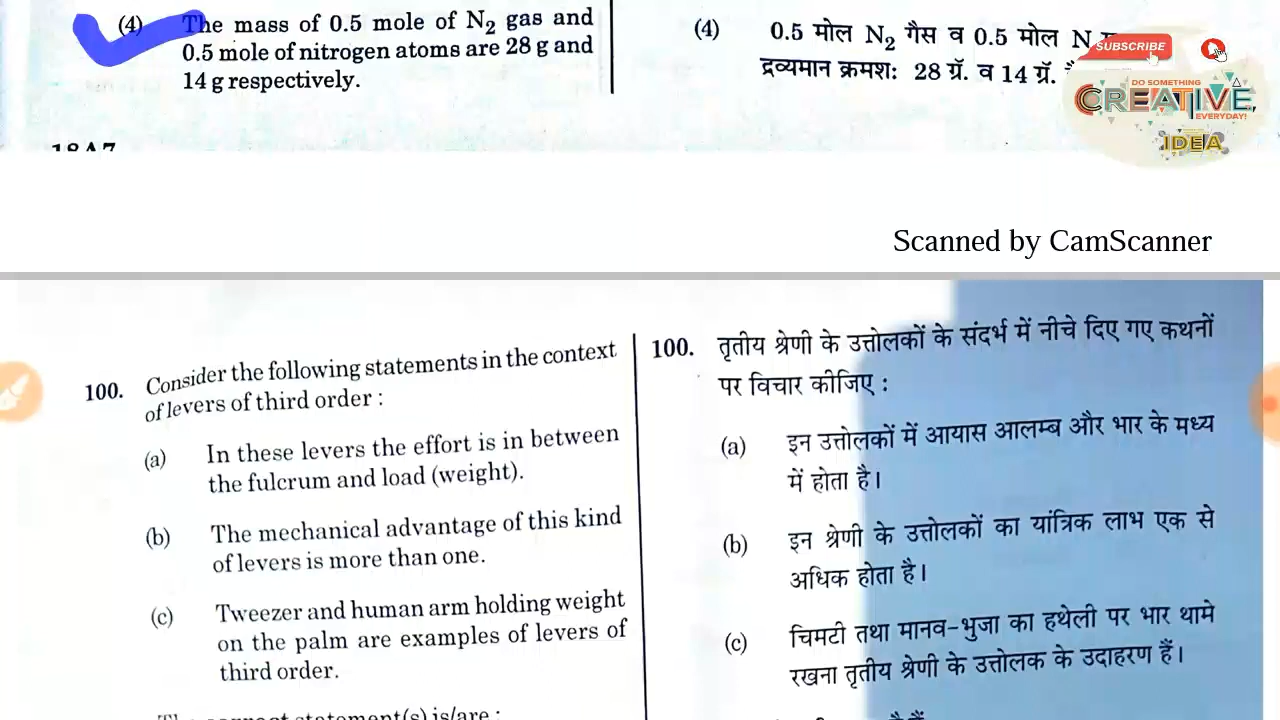 (4) The mass of 0.5 mole of N₂ gas and
0.5 mole of nitrogen atoms are 28 g and
14 g respectively.
(4) 0.5 मोल N₂ गैस व 0.5 मोल N
द्रव्यमान क्रमशः 28 ग्रॅ. व 14 ग्रॅ.
SUBSCRIBE
DO SOMETHING
CREATIVE
EVERYDAY!
IDEA
Scanned by CamScanner
100. Consider the following statements in the context
of levers of third order :
(a) In these levers the effort is in between
the fulcrum and load (weight).
(b) The mechanical advantage of this kind
of levers is more than one.
(c) Tweezer and human arm holding weight
on the palm are examples of levers of
third order.
correct statement(s) is/are :
100. तृतीय श्रेणी के उत्तोलकों के संदर्भ में नीचे दिए गए कथनों
पर विचार कीजिए :
(a) इन उत्तोलकों में आयास आलम्ब और भार के मध्य
में होता है।
(b) इन श्रेणी के उत्तोलकों का यांत्रिक लाभ एक से
अधिक होता है।
(c) चिमटी तथा मानव-भुजा का हथेली पर भार थामे
रखना तृतीय श्रेणी के उत्तोलक के उदाहरण हैं।